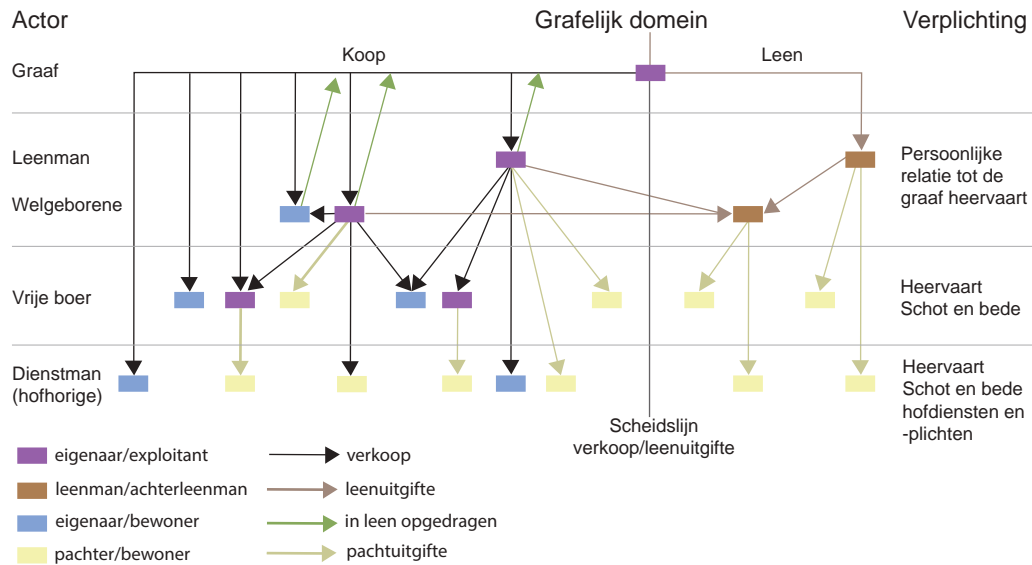 Actor
Grafelijk domein
Verplichting
Graaf
Koop
Leen
Leenman
Welgeborene
Persoonlijke
relatie tot de
graaf heervaart
Vrije boer
Heervaart
Schot en bede
Dienstman
(hofhorige)
Heervaart
Schot en bede
hofdiensten en
-plichten
Scheidslijn
verkoop/leenuitgifte
eigenaar/exploitant
verkoop
leenman/achterleenman
leenuitgifte
eigenaar/bewoner
in leen opgedragen
pachter/bewoner
pachtuitgifte